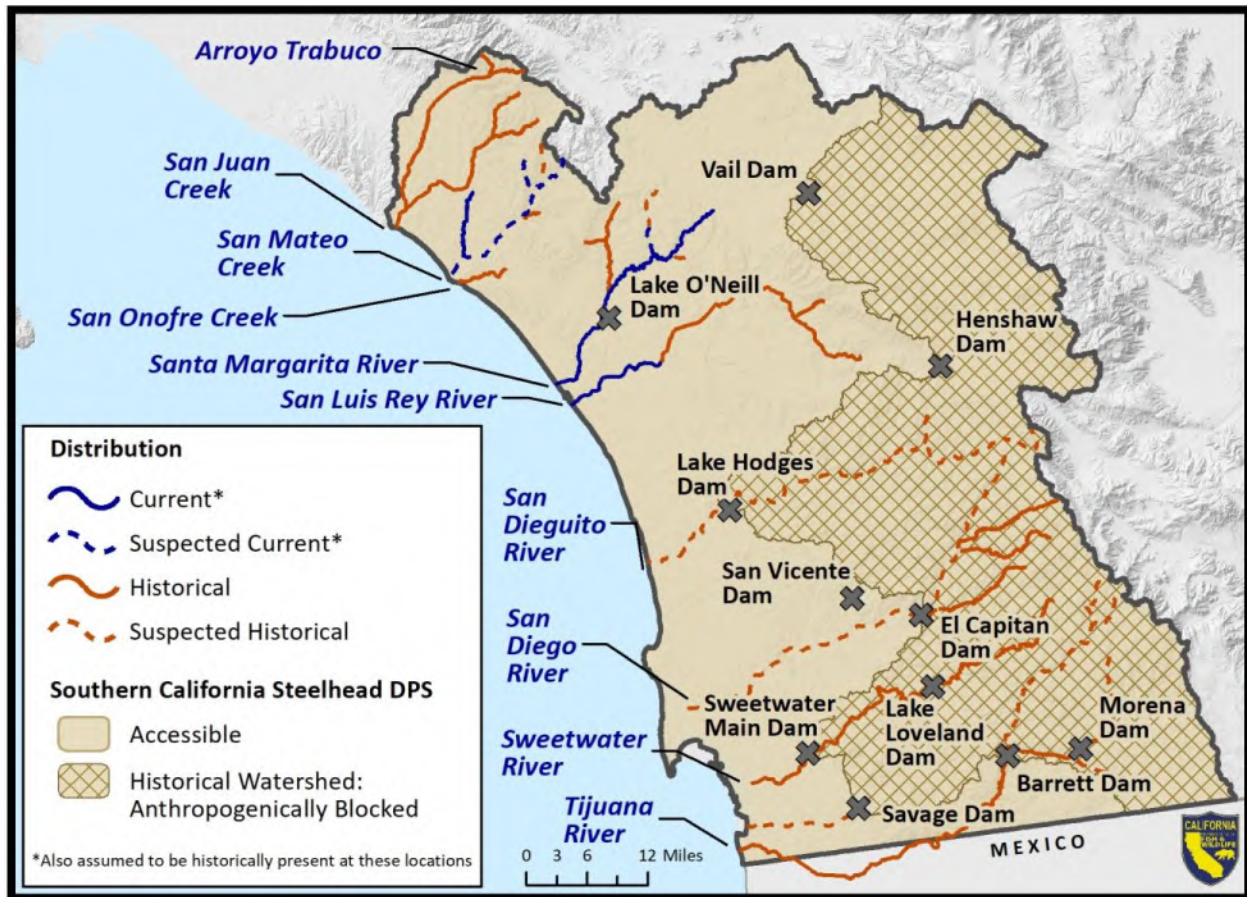 Arroyo Trabuco
San Juan
Creek
San Mateo
Creek
San Onofre Creek
Santa Margarita River
San Luis Rey River
Vail Dam
Lake O'Neill
Dam
Henshaw
Dam
Lake Hodges
Dam
San
Dieguito
River
San Vicente
Dam
El Capitan
Dam
San
Diego
River
Sweetwater
Main Dam
Lake
Loveland
Dam
Morena
Dam
Sweetwater
River
Barrett Dam
Tijuana
River
Savage Dam
MEXICO
Distribution
Current*
Suspected Current*
Historical
Suspected Historical
Southern California Steelhead DPS
Accessible
Historical Watershed:
Anthropogenically Blocked
*Also assumed to be historically present at these locations
0 3 6 12 Miles
CALIFORNIA
FISH &
WILDLIFE